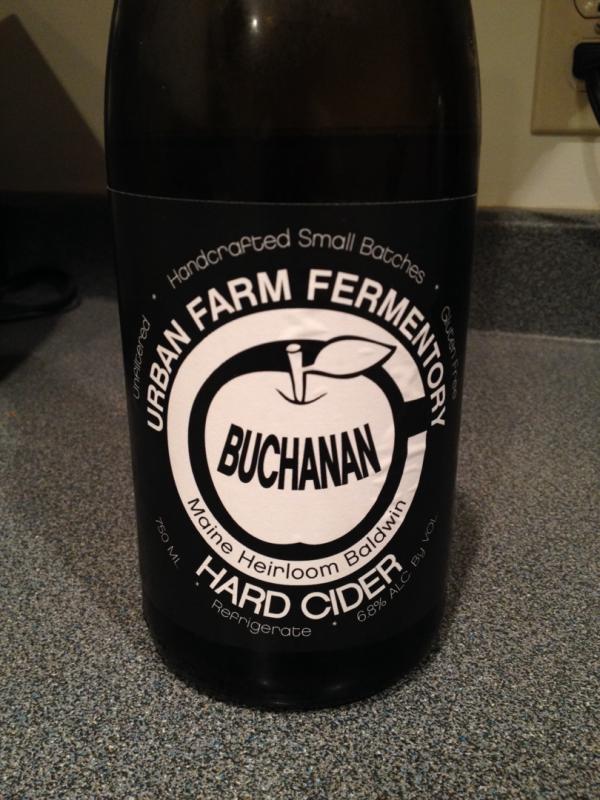 Handcrafted Small Batches
Unfiltered
URBAN FARM FERMENTORY
Gluten Free
BUCHANAN
Maine Heirloom Baldwin
HARD CIDER
750 ML
Refrigerate
6.8% ALC. By VOL.